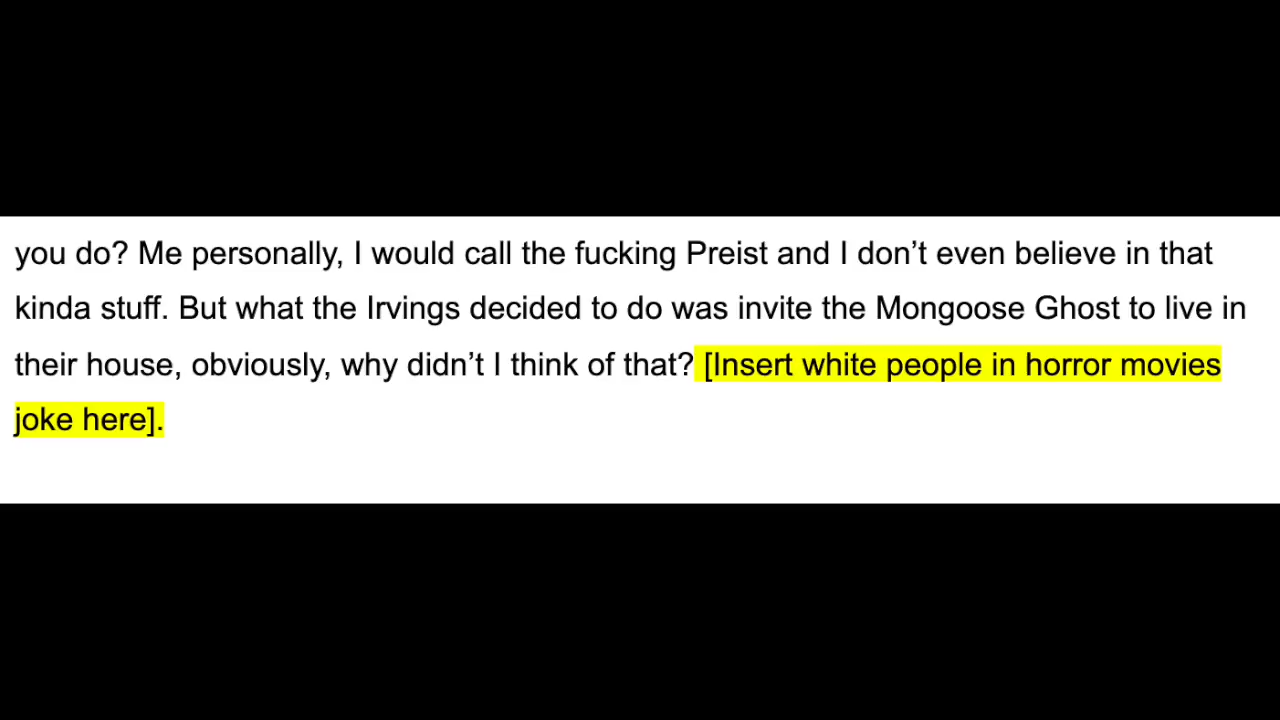 you do? Me personally, I would call the fucking Preist and I don’t even believe in that
kinda stuff. But what the Irvings decided to do was invite the Mongoose Ghost to live in
their house, obviously, why didn’t I think of that? [Insert white people in horror movies
joke here].